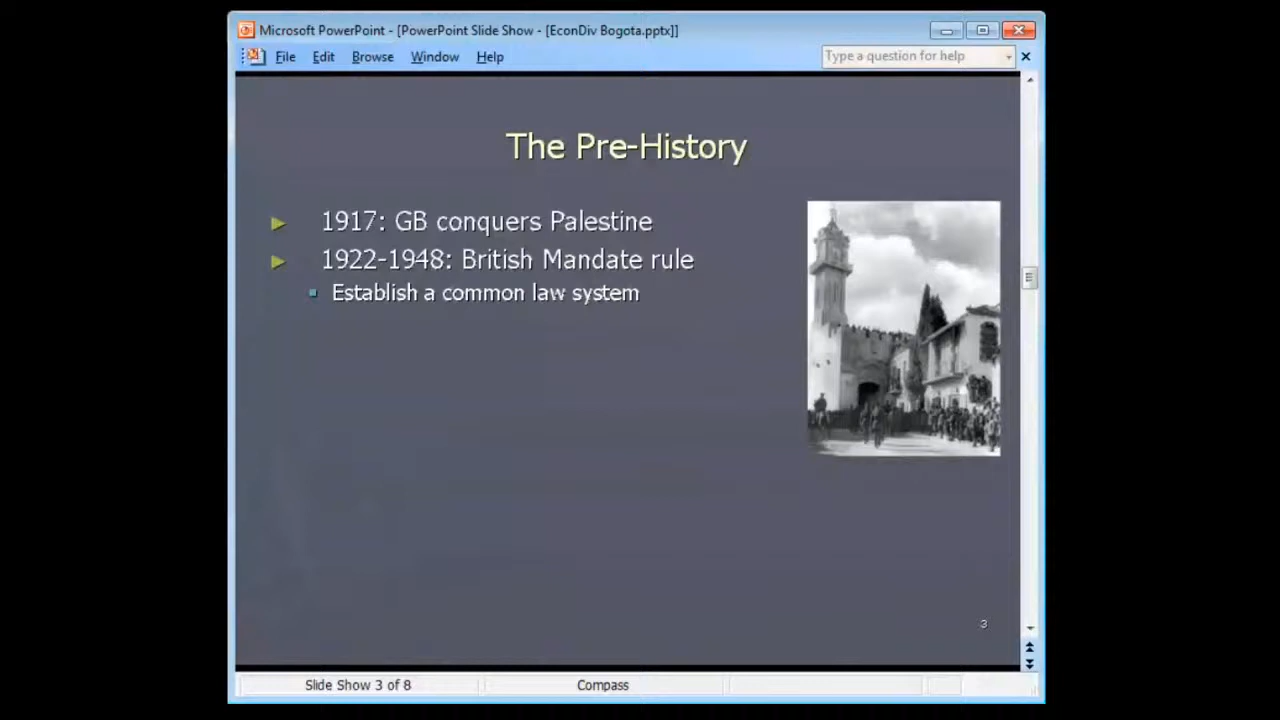 Microsoft PowerPoint - [PowerPoint Slide Show - [EconDiv Bogota.pptx]]
File Edit Browse Window Help
Type a question for help
The Pre-History
1917: GB conquers Palestine
1922-1948: British Mandate rule
Establish a common law system
3
Slide Show 3 of 8
Compass